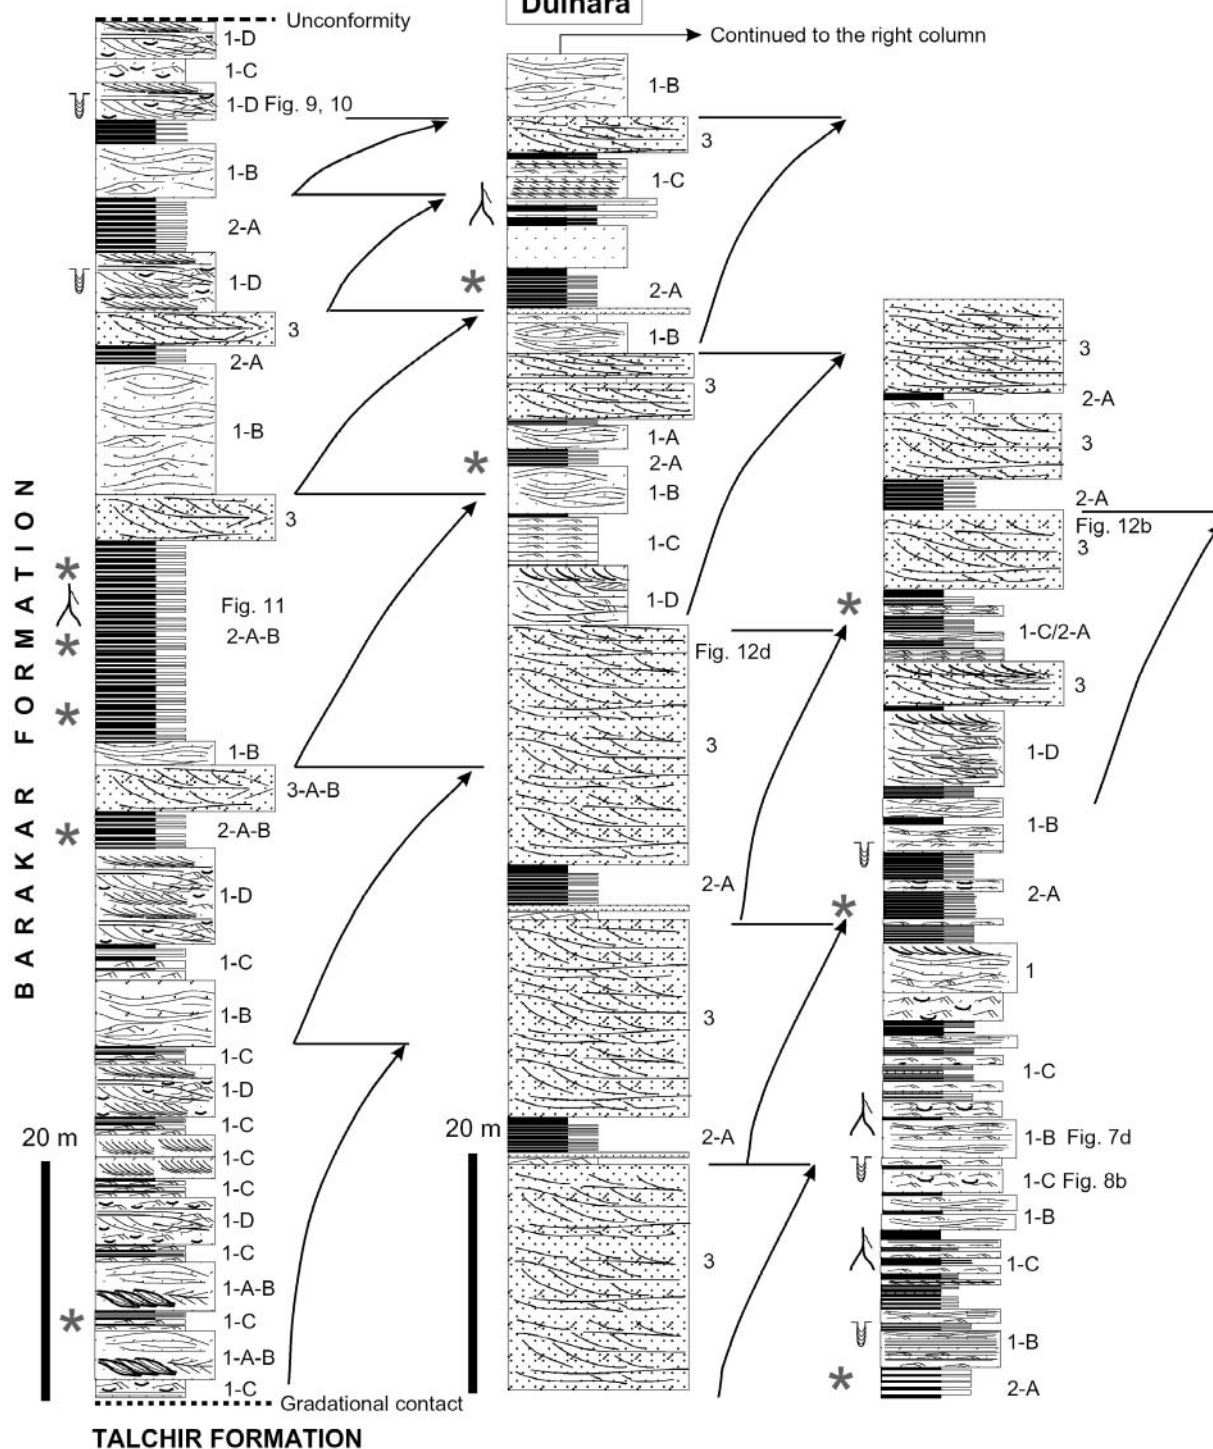 Dulhara
Unconformity
Continued to the right column
1-D
1-C
1-D Fig. 9, 10
1-B
2-A
1-D
3
2-A
1-B
3
Fig. 11
2-A-B
1-B
3-A-B
2-A-B
1-D
1-C
1-B
1-C
1-D
1-C
1-C
1-C
1-D
1-C
1-A-B
1-C
1-A-B
1-C
BARAKAR FORMATION
20 m
Gradational contact
TALCHIR FORMATION
1-B
3
1-C
2-A
1-B
3
1-A
2-A
1-B
1-C
1-D
Fig. 12d
3
2-A
3
2-A
3
20 m
3
2-A
3
2-A
Fig. 12b
3
1-C/2-A
3
1-D
1-B
2-A
1
1-C
1-B Fig. 7d
1-C Fig. 8b
1-B
1-C
1-B
2-A